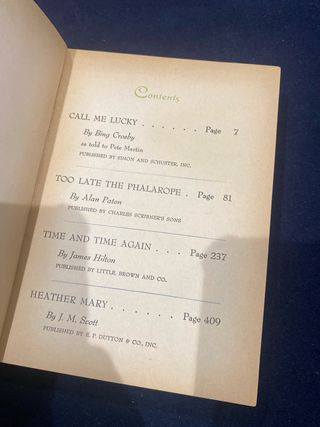 Contents
CALL ME LUCKY . . . . . . Page 7
By Bing Crosby
as told to Pete Martin
PUBLISHED BY SIMON AND SCHUSTER, INC.
TOO LATE THE PHALAROPE . Page 81
By Alan Paton
PUBLISHED BY CHARLES SCRIBNER'S SONS
TIME AND TIME AGAIN . . . Page 237
By James Hilton
PUBLISHED BY LITTLE, BROWN AND CO.
HEATHER MARY . . . . . . Page 409
By J. M. Scott
PUBLISHED BY E. P. DUTTON & CO., INC.